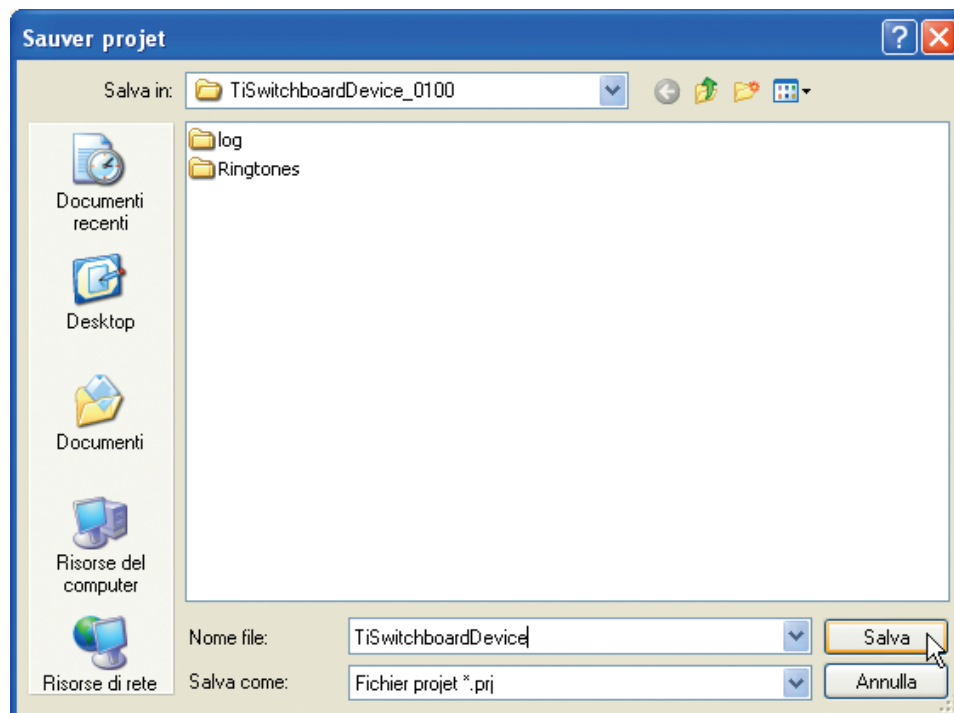 Sauver projet
Salva in:
TiSwitchboardDevice_0100
log
Ringtones
Documenti
recenti
Desktop
Documenti
Risorse del
computer
Risorse di rete
Nome file:
TiSwitchboardDevice
Salva
Salva come:
Fichier projet *.prj
Annulla